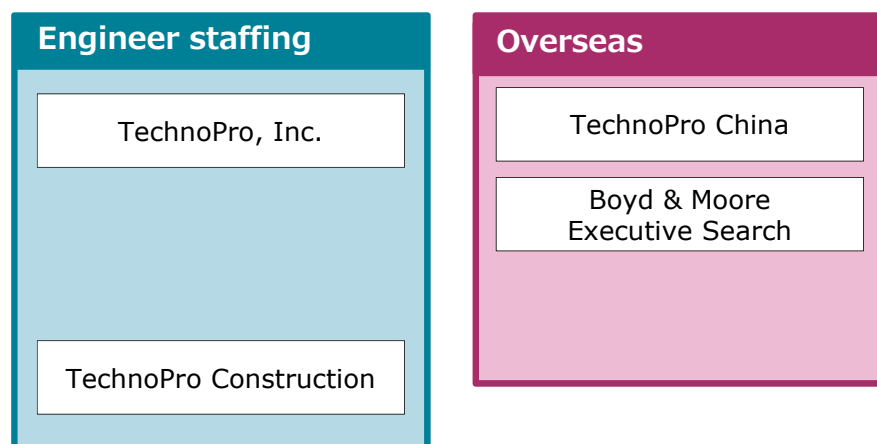 Engineer staffing
TechnoPro, Inc.
TechnoPro Construction
Overseas
TechnoPro China
Boyd & Moore
Executive Search